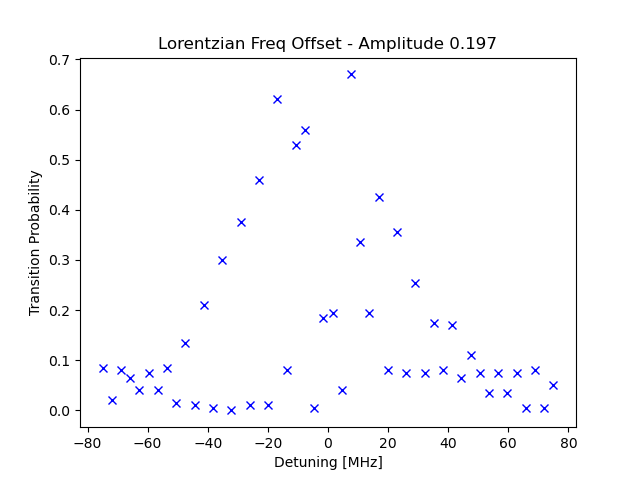 Lorentzian Freq Offset - Amplitude 0.197
0.7
0.6
0.5
0.4
0.3
0.2
0.1
0.0
Transition Probability
−80 −60 −40 −20 0 20 40 60 80
Detuning [MHz]